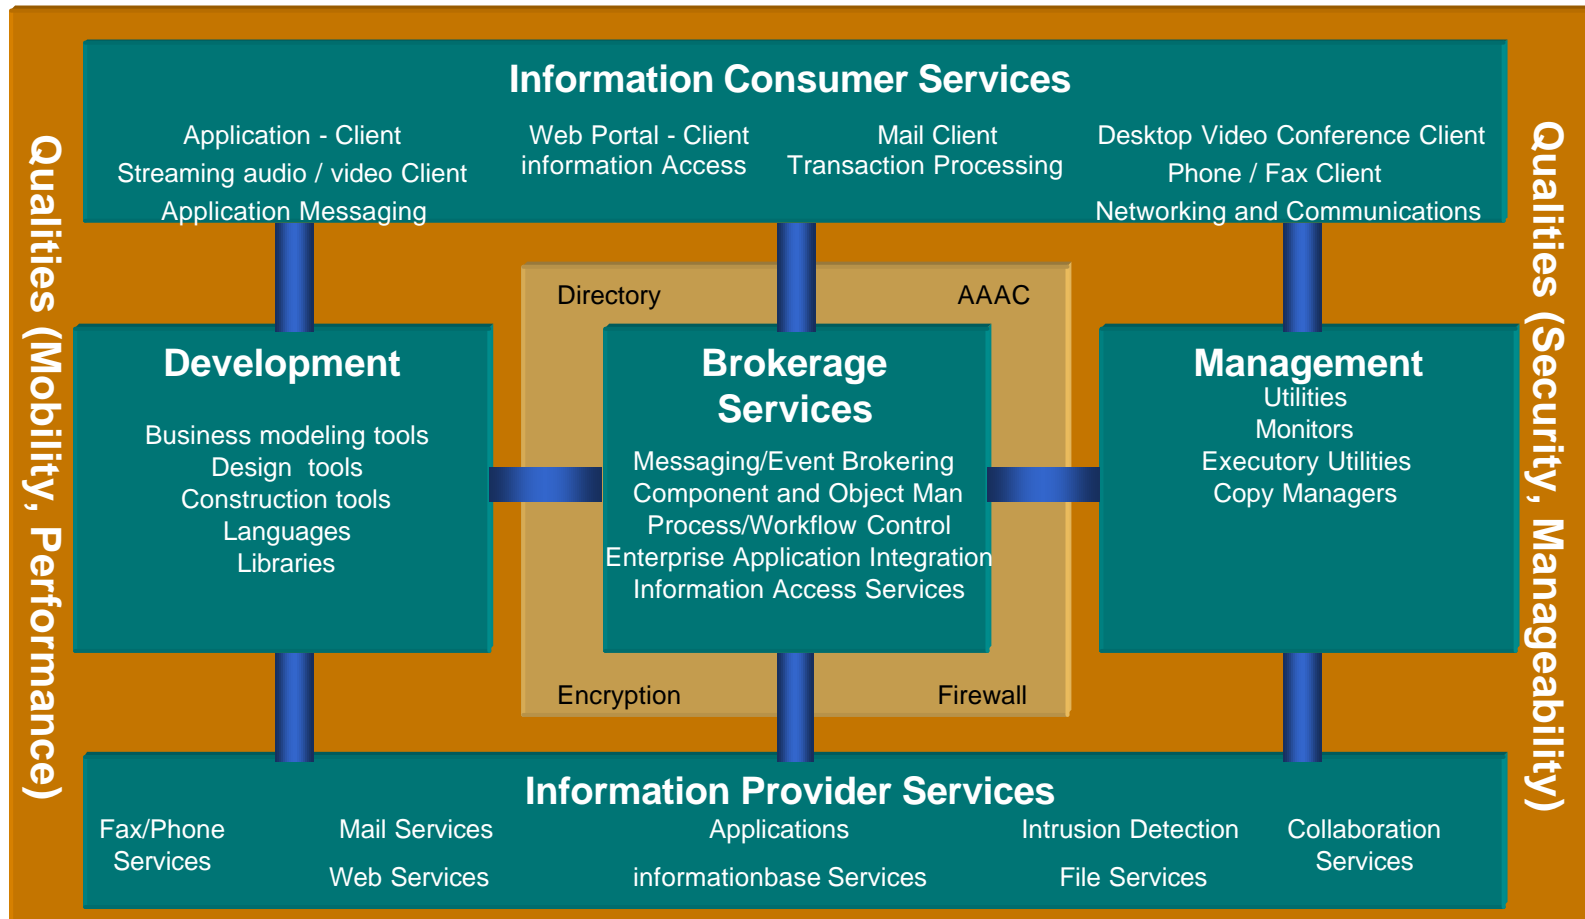 Qualities (Mobility, Performance)
Information Consumer Services
Application - Client
Streaming audio / video Client
Application Messaging
Web Portal - Client
information Access
Mail Client
Transaction Processing
Desktop Video Conference Client
Phone / Fax Client
Networking and Communications
Qualities (Security, Manageability)
Directory
AAAC
Development
Business modeling tools
Design tools
Construction tools
Languages
Libraries
Brokerage
Services
Messaging/Event Brokering
Component and Object Man
Process/Workflow Control
Enterprise Application Integration
Information Access Services
Management
Utilities
Monitors
Executory Utilities
Copy Managers
Encryption
Firewall
Information Provider Services
Fax/Phone
Services
Mail Services
Web Services
Applications
informationbase Services
Intrusion Detection
File Services
Collaboration
Services